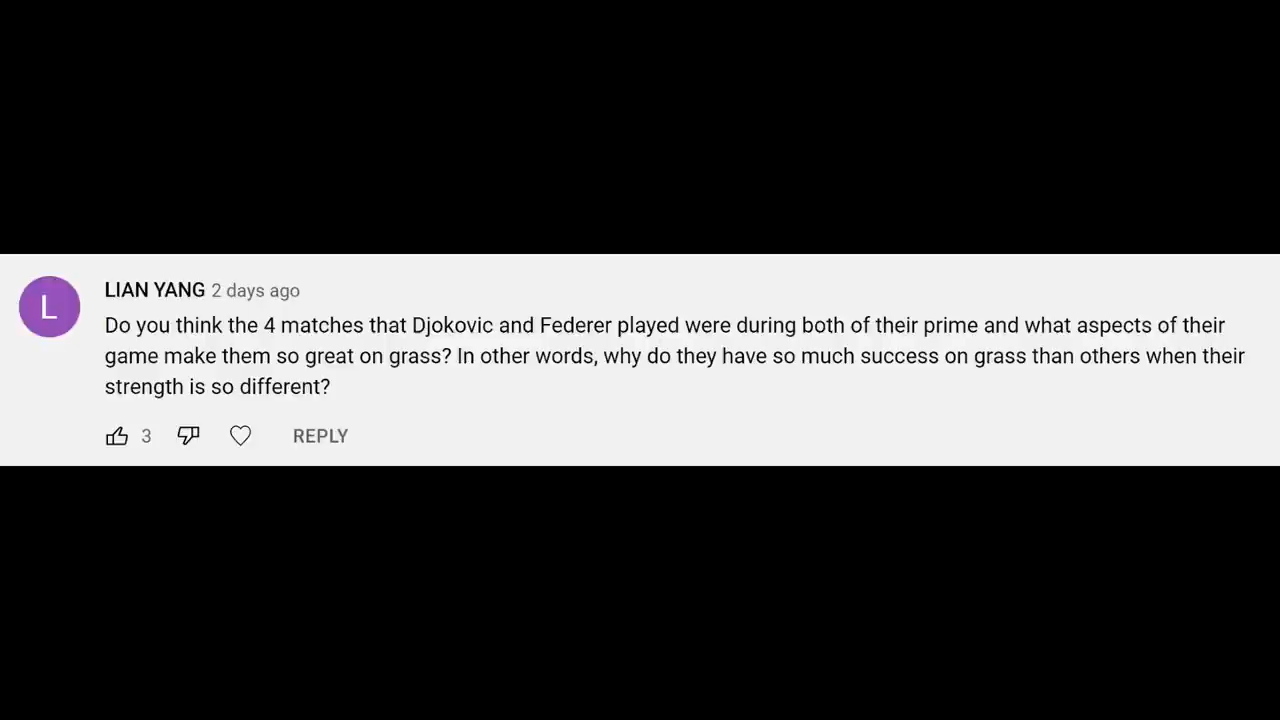 L
LIAN YANG 2 days ago
Do you think the 4 matches that Djokovic and Federer played were during both of their prime and what aspects of their
game make them so great on grass? In other words, why do they have so much success on grass than others when their
strength is so different?
3 REPLY